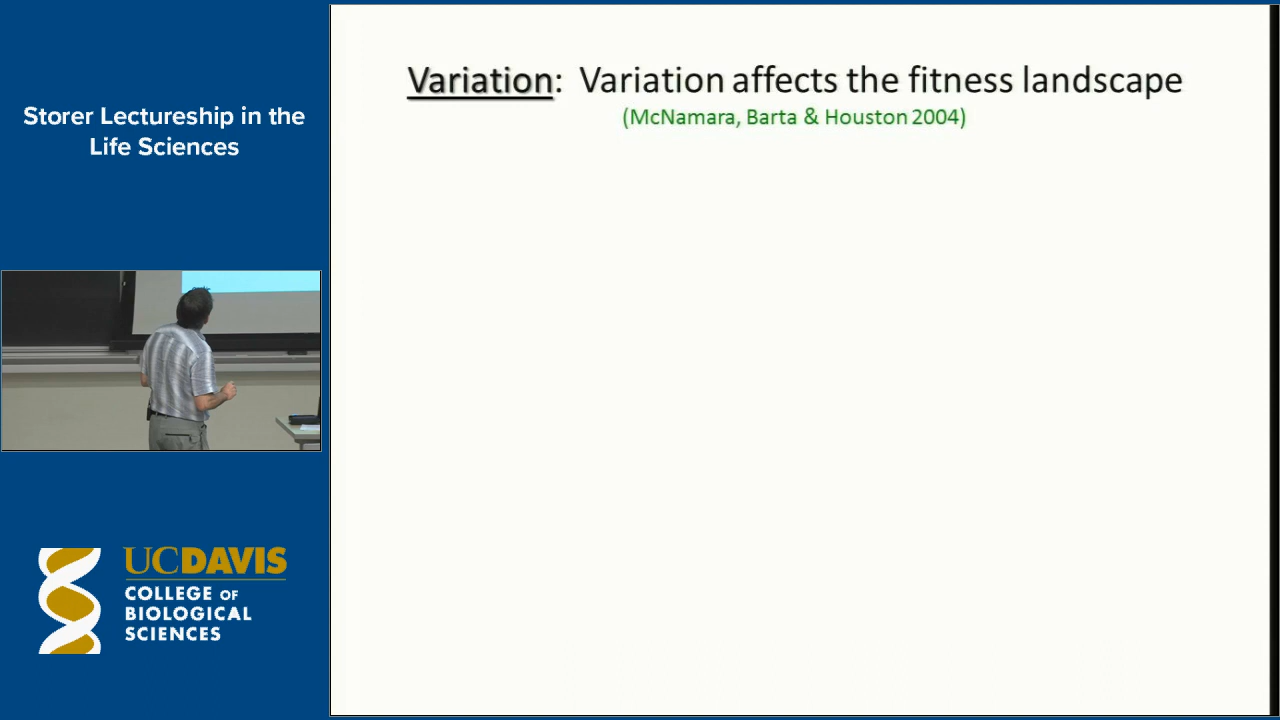 Storer Lectureship in the
Life Sciences
UCDAVIS
COLLEGE OF
BIOLOGICAL
SCIENCES
Variation: Variation affects the fitness landscape
(McNamara, Barta & Houston 2004)